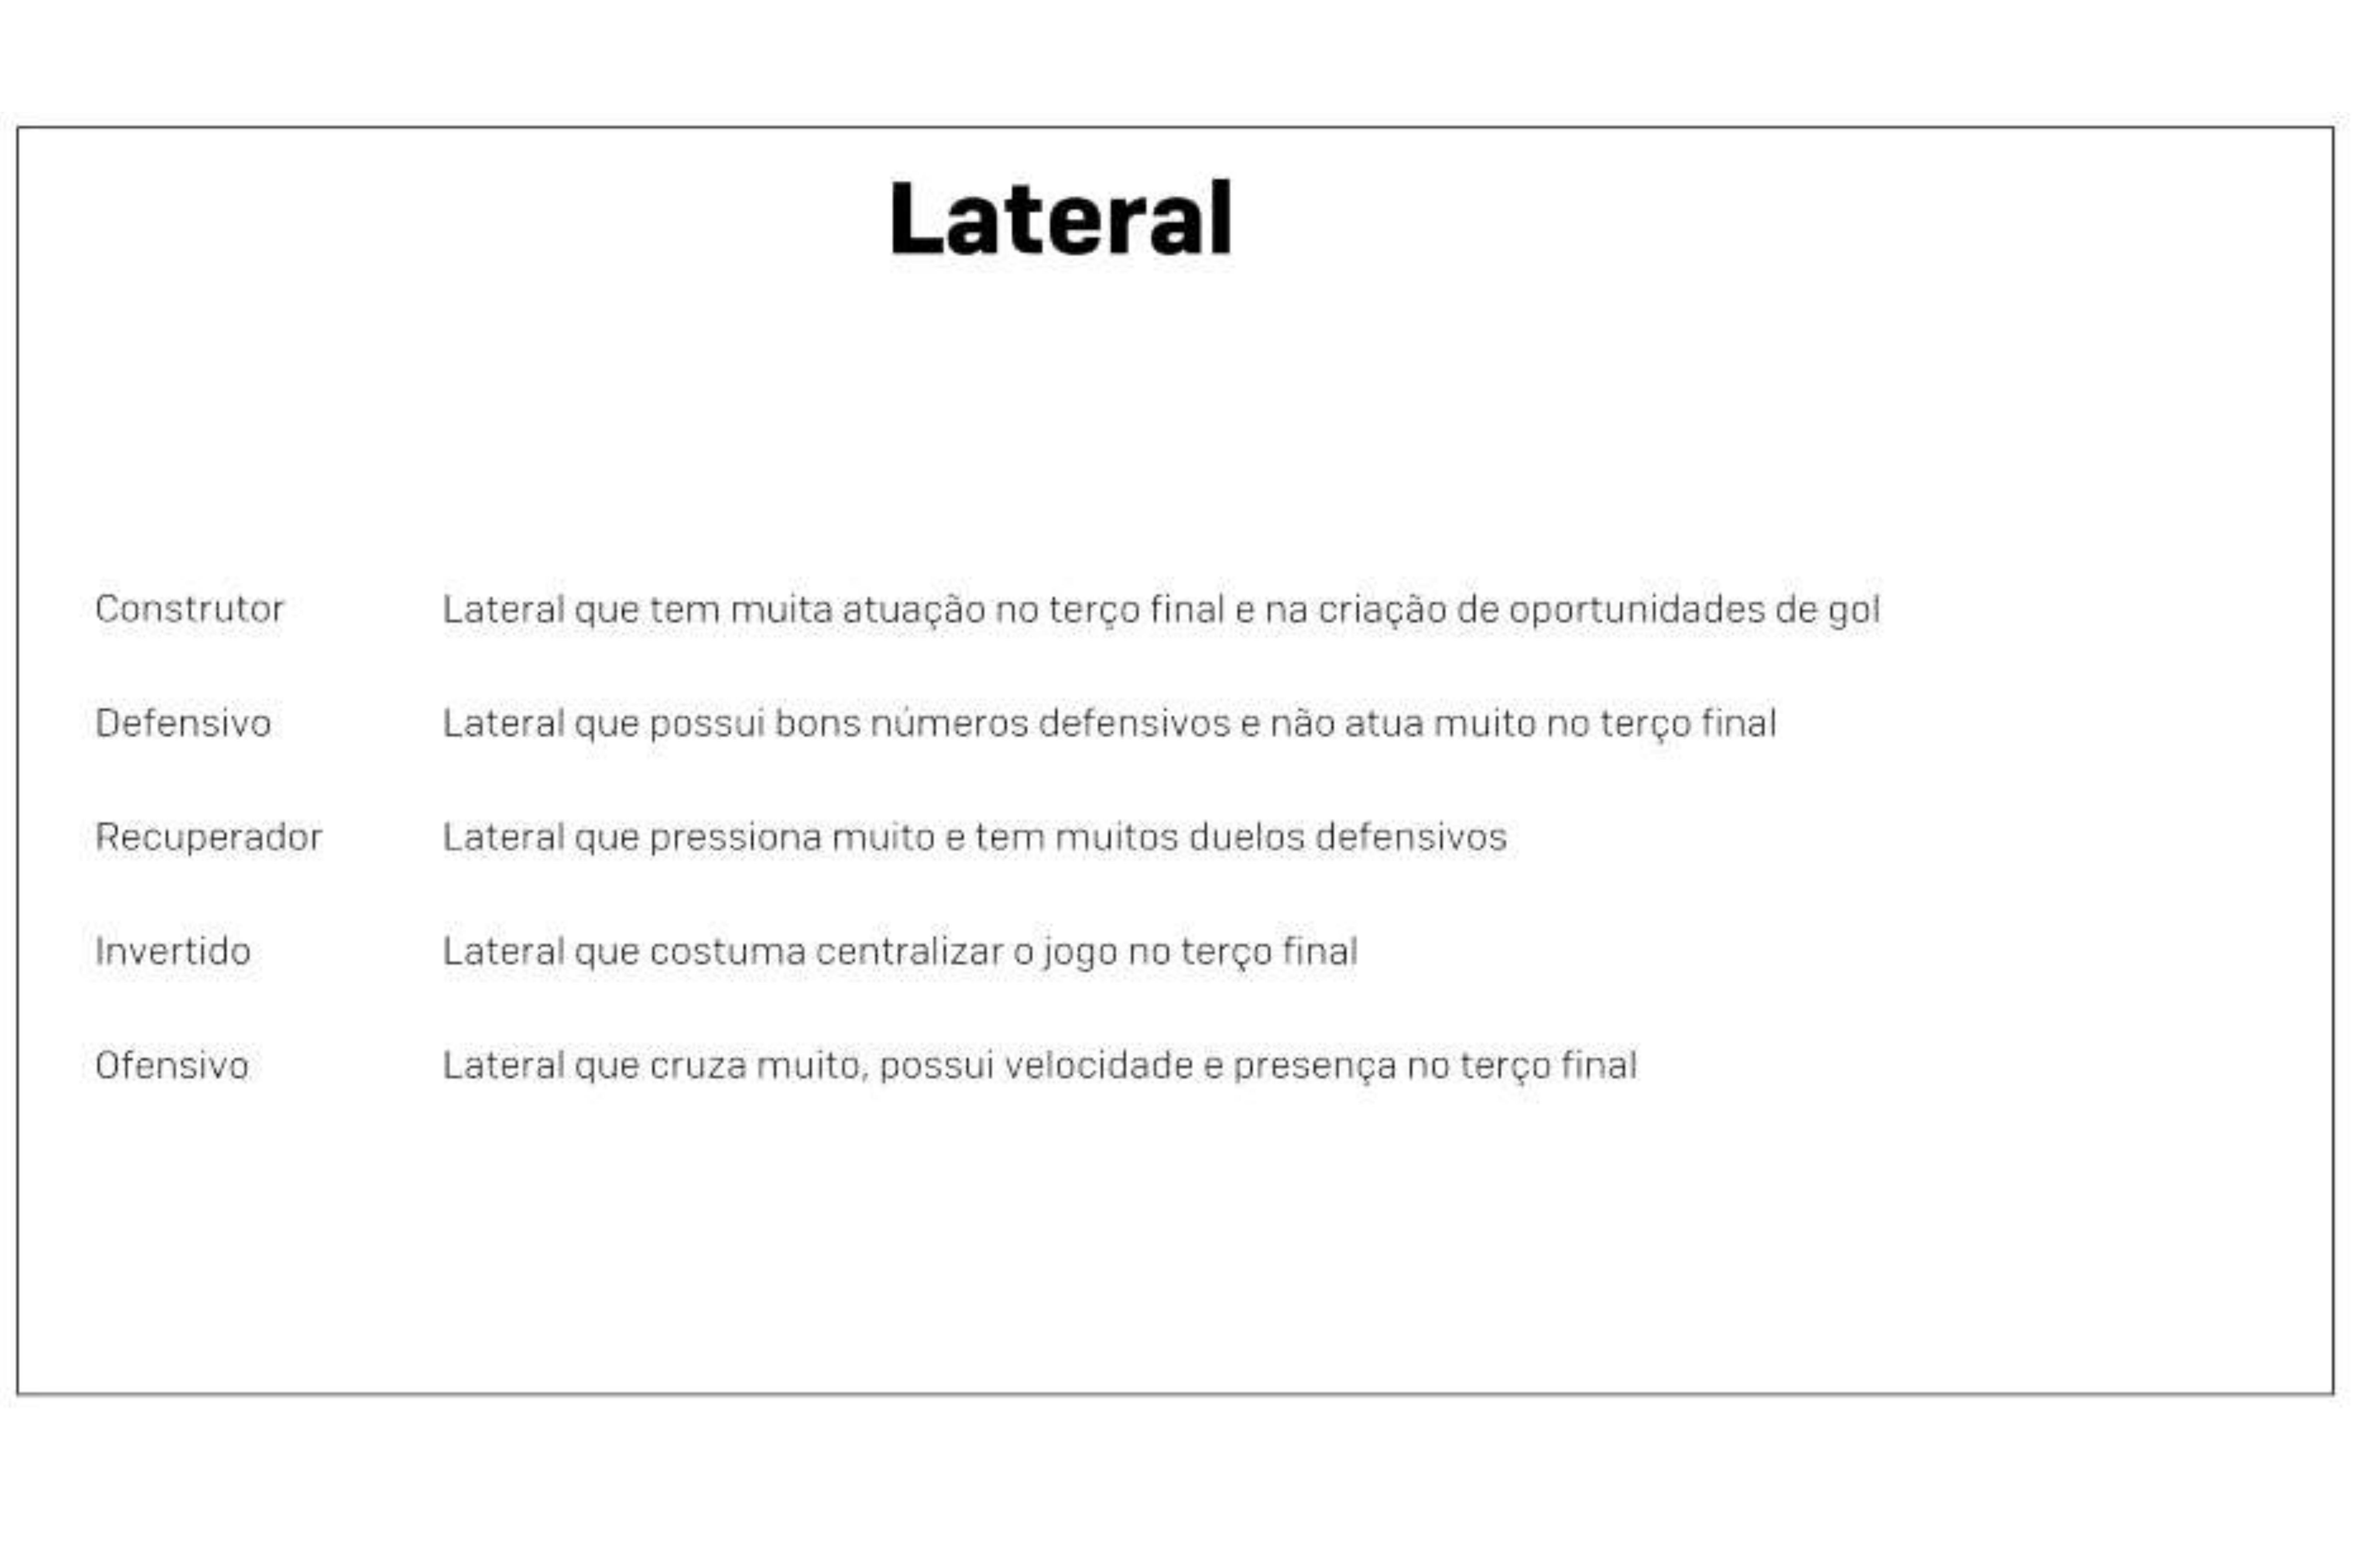 Lateral
Construtor Lateral que tem muita atuação no terço final e na criação de oportunidades de gol
Defensivo Lateral que possui bons números defensivos e não atua muito no terço final
Recuperador Lateral que pressiona muito e tem muitos duelos defensivos
Invertido Lateral que costuma centralizar o jogo no terço final
Ofensivo Lateral que cruza muito, possui velocidade e presença no terço final